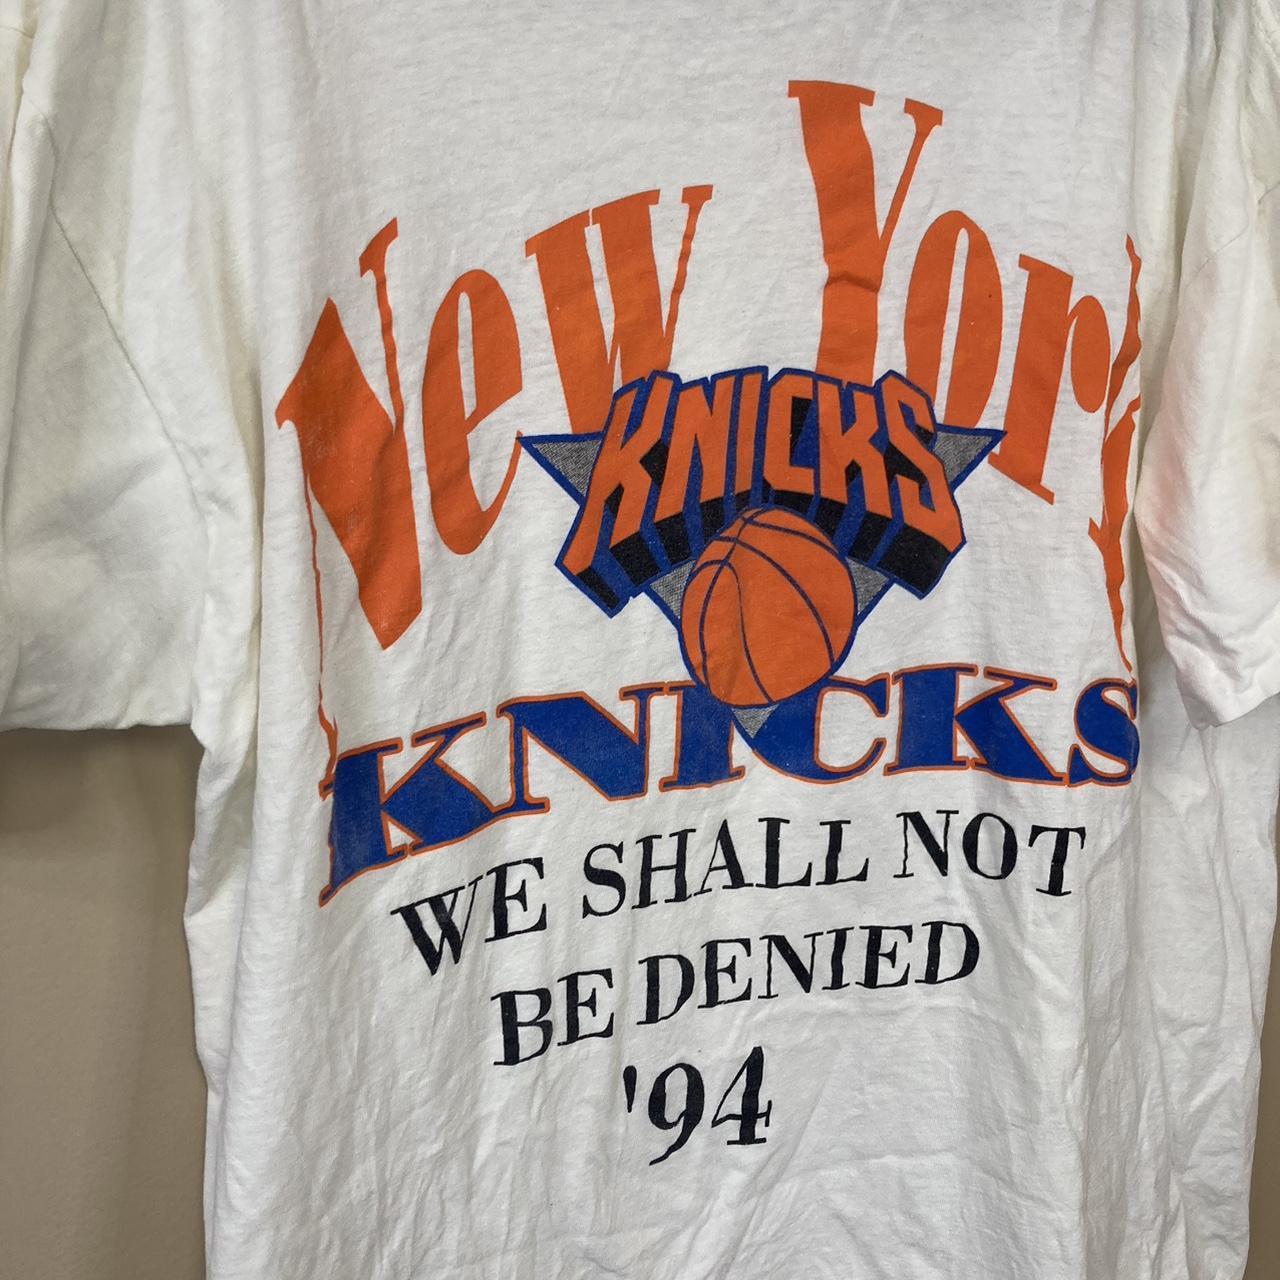 New York
KNICKS
KNICKS
WE SHALL NOT
BE DENIED
'94